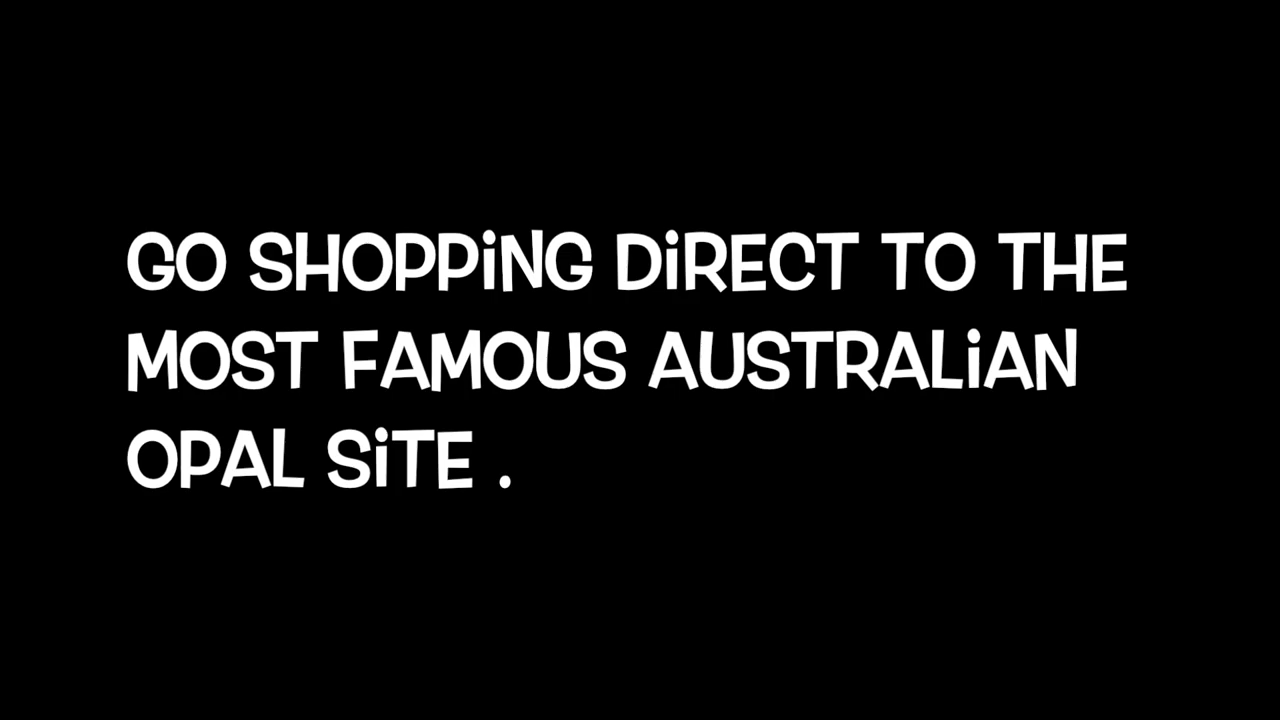 GO SHOPPiNG DiRECT TO THE
MOST FAMOUS AUSTRALiAN
OPAL SiTE .